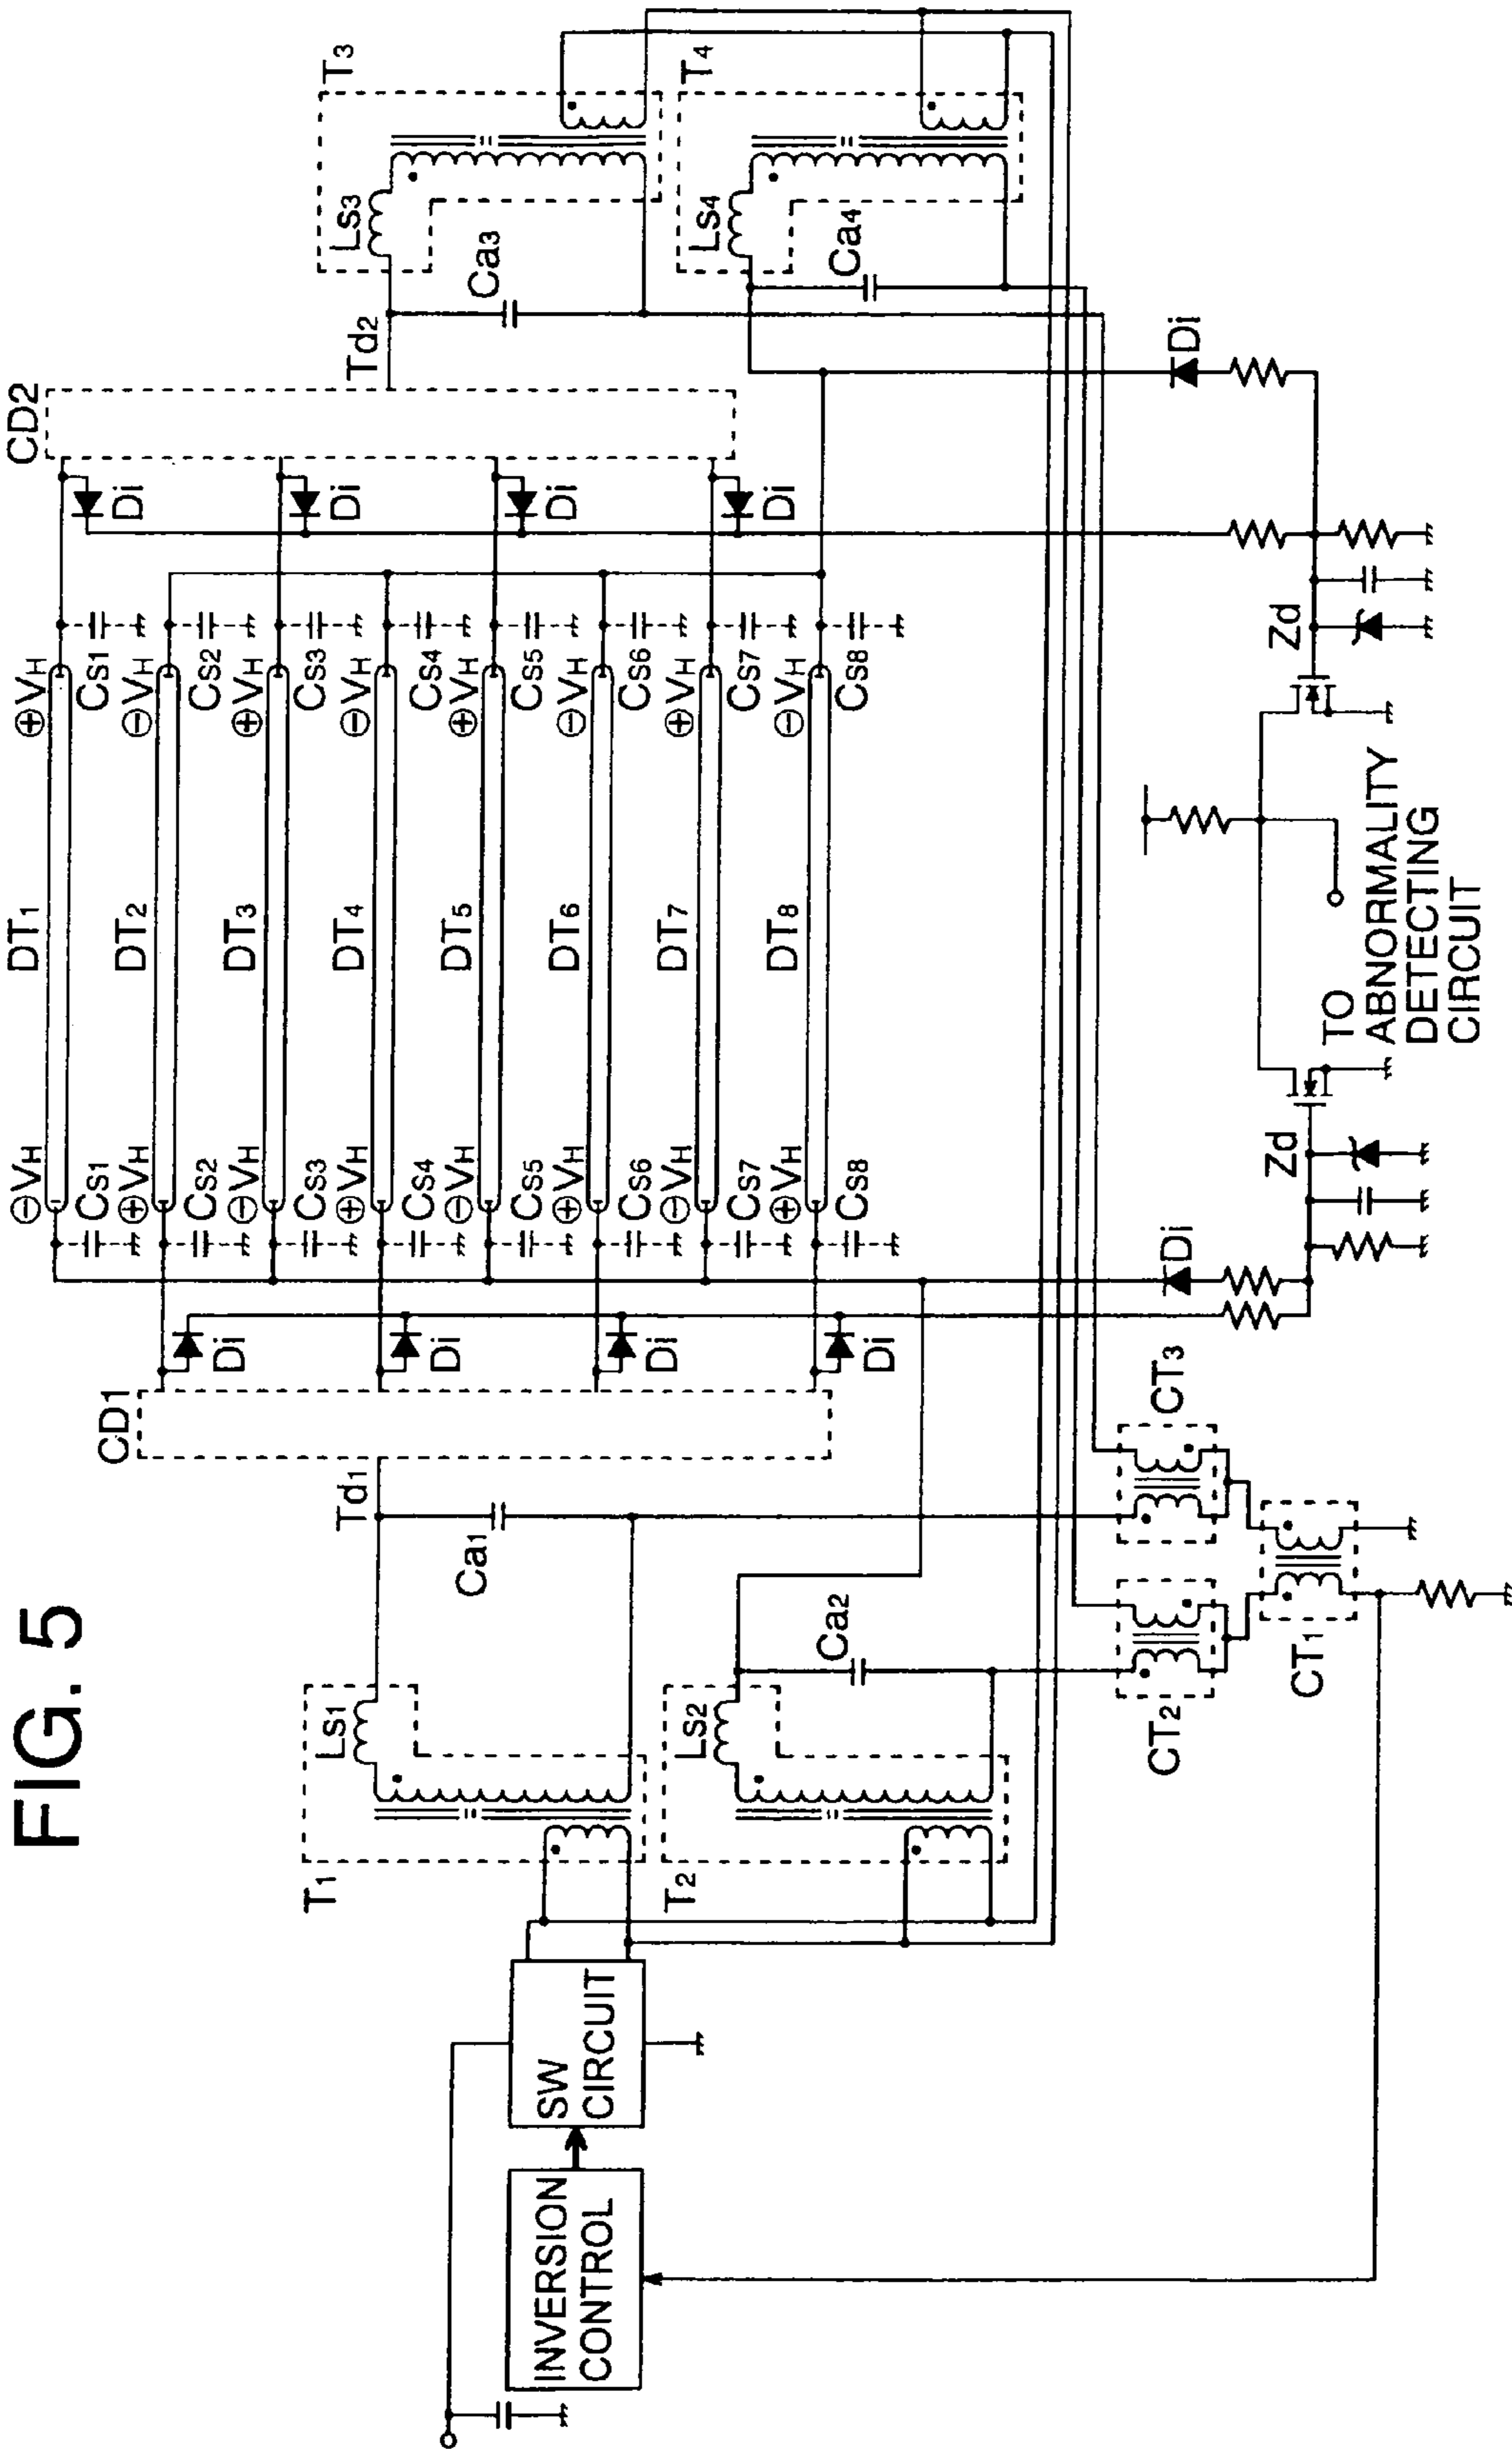 FIG. 5
INVERSION
CONTROL
SW
CIRCUIT
T1
LS1
T2
LS2
Ca1
Ca2
Td1
CD1
Di
Di
Di
Di
CT2
CT3
CT1
Di
Zd
⊖VH DT1 ⊕VH
CS1 CS1
⊕VH DT2 ⊖VH
CS2 CS2
⊖VH DT3 ⊕VH
CS3 CS3
⊕VH DT4 ⊖VH
CS4 CS4
⊖VH DT5 ⊕VH
CS5 CS5
⊕VH DT6 ⊖VH
CS6 CS6
⊖VH DT7 ⊕VH
CS7 CS7
⊕VH DT8 ⊖VH
CS8 CS8
TO
ABNORMALITY
DETECTING
CIRCUIT
Zd
Di
Di
Di
Di
Di
CD2
Td2
Ca3
Ca4
LS3
T3
LS4
T4